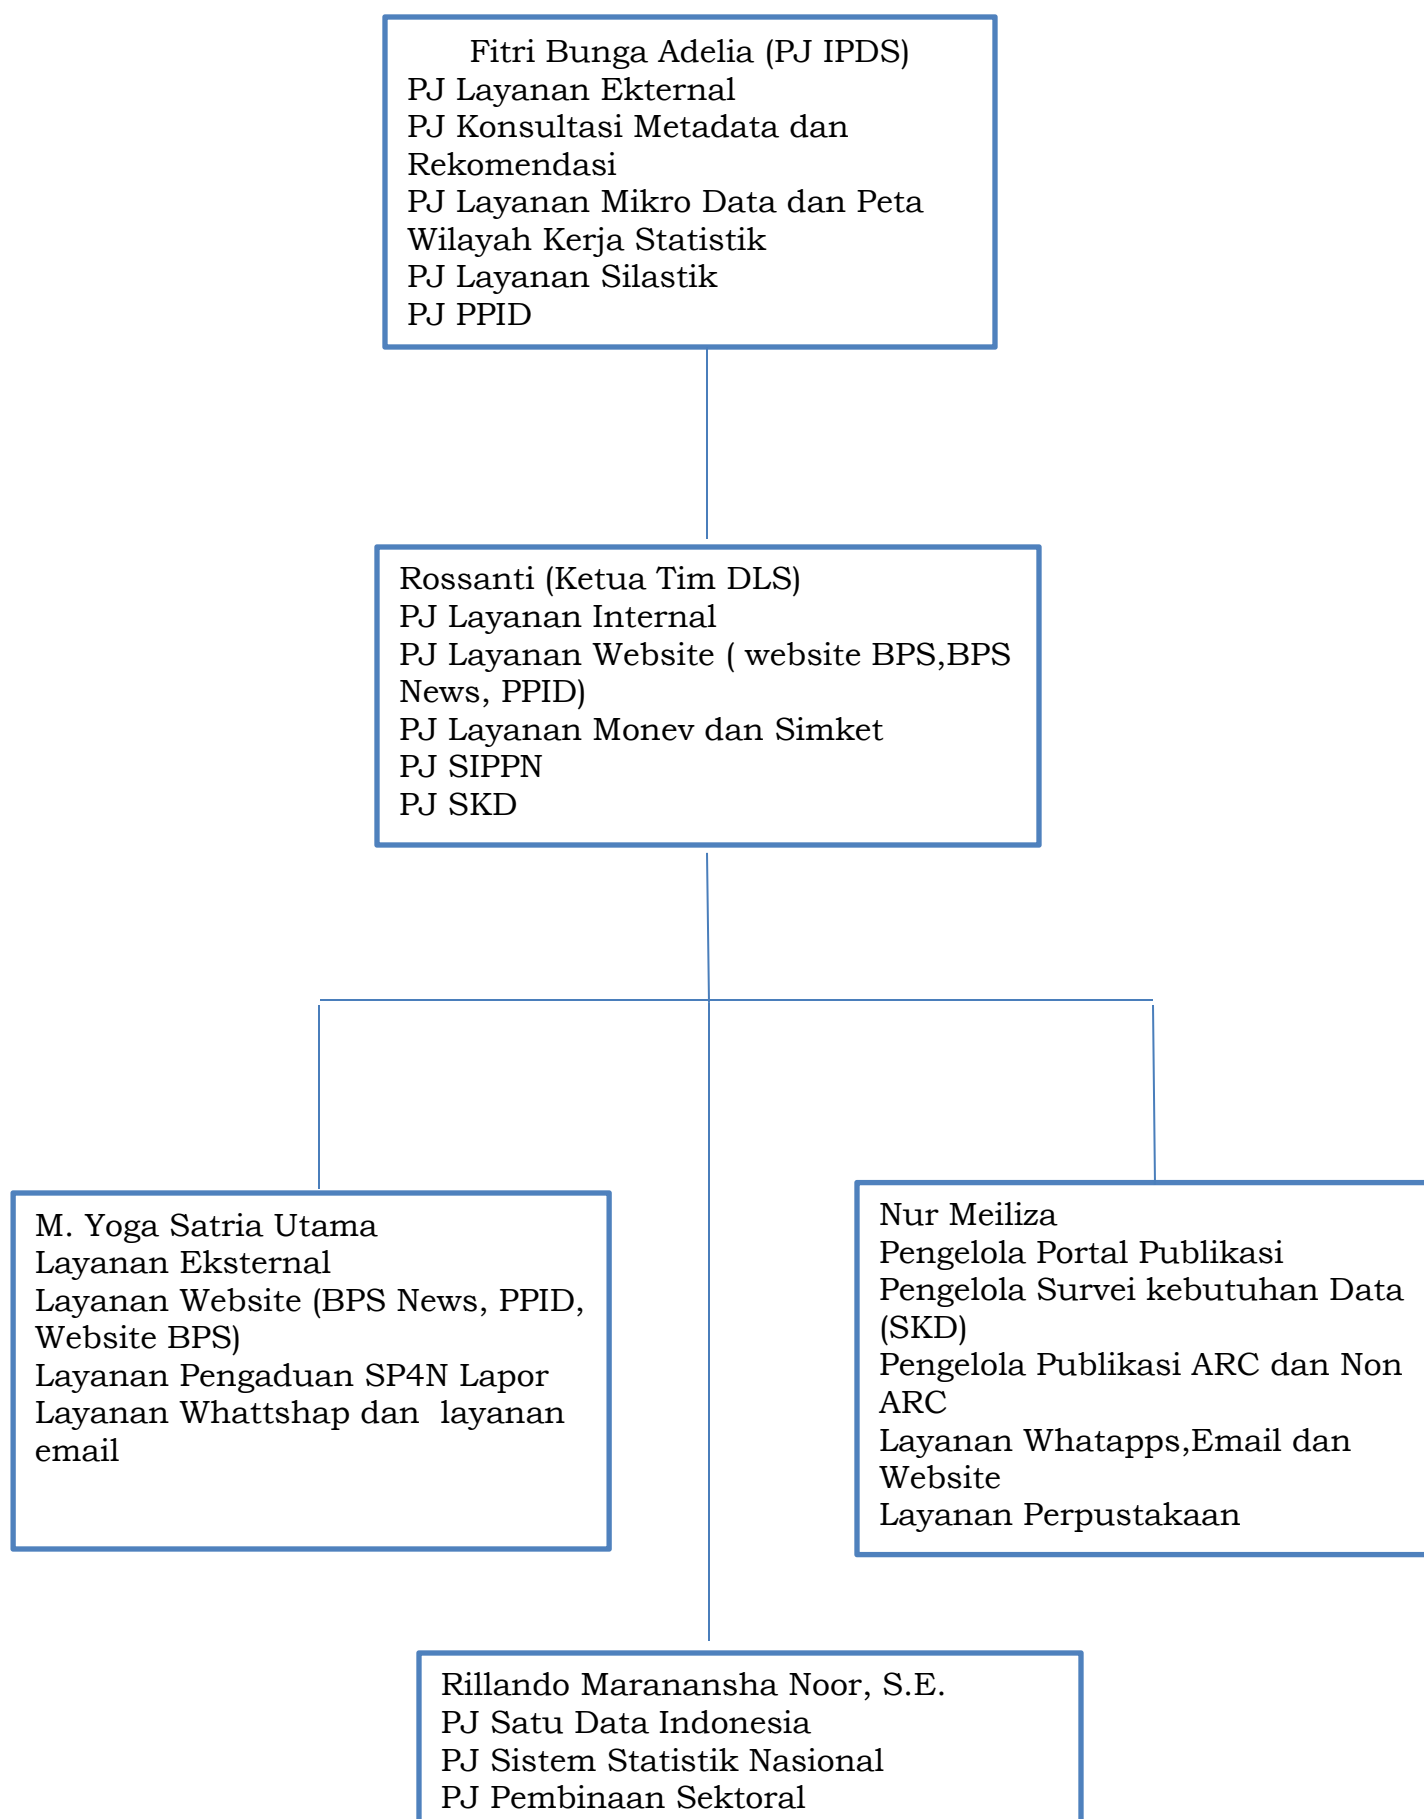 Fitri Bunga Adelia (PJ IPDS)
PJ Layanan Ekternal
PJ Konsultasi Metadata dan
Rekomendasi
PJ Layanan Mikro Data dan Peta
Wilayah Kerja Statistik
PJ Layanan Silastik
PJ PPID
Rossanti (Ketua Tim DLS)
PJ Layanan Internal
PJ Layanan Website ( website BPS,BPS
News, PPID)
PJ Layanan Monev dan Simket
PJ SIPPN
PJ SKD
M. Yoga Satria Utama
Layanan Eksternal
Layanan Website (BPS News, PPID,
Website BPS)
Layanan Pengaduan SP4N Lapor
Layanan Whattshap dan  layanan
email
Nur Meiliza
Pengelola Portal Publikasi
Pengelola Survei kebutuhan Data
(SKD)
Pengelola Publikasi ARC dan Non
ARC
Layanan Whatapps,Email dan
Website
Layanan Perpustakaan
Rillando Maranansha Noor, S.E.
PJ Satu Data Indonesia
PJ Sistem Statistik Nasional
PJ Pembinaan Sektoral